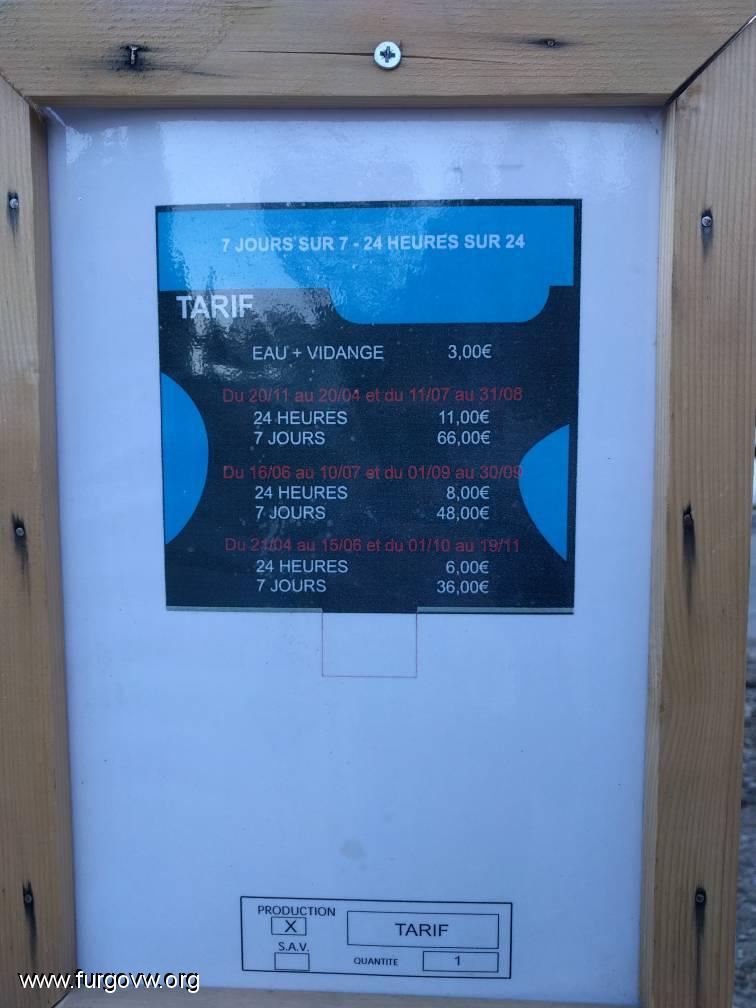 7 JOURS SUR 7 - 24 HEURES SUR 24
TARIF
EAU + VIDANGE 3,00€
Du 20/11 au 20/04 et du 11/07 au 31/08
24 HEURES 11,00€
7 JOURS 66,00€
Du 16/06 au 10/07 et du 01/09 au 30/09
24 HEURES 8,00€
7 JOURS 48,00€
Du 21/04 au 15/06 et du 01/10 au 19/11
24 HEURES 6,00€
7 JOURS 36,00€
PRODUCTION
X
TARIF
S.A.V.
QUANTITE 1
www.furgovw.org